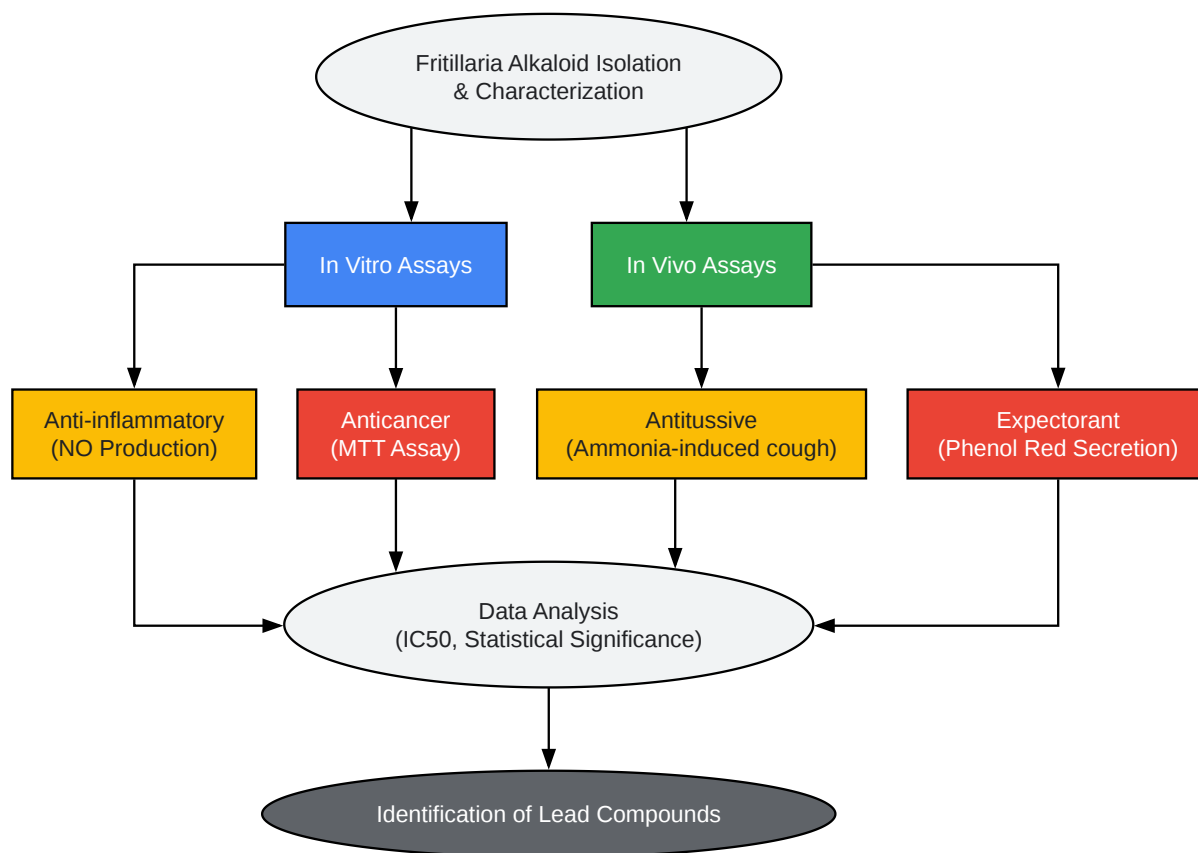 Fritillaria Alkaloid Isolation
& Characterization
In Vitro Assays
In Vivo Assays
Anti-inflammatory
(NO Production)
Anticancer
(MTT Assay)
Antitussive
(Ammonia-induced cough)
Expectorant
(Phenol Red Secretion)
Data Analysis
(IC50, Statistical Significance)
Identification of Lead Compounds